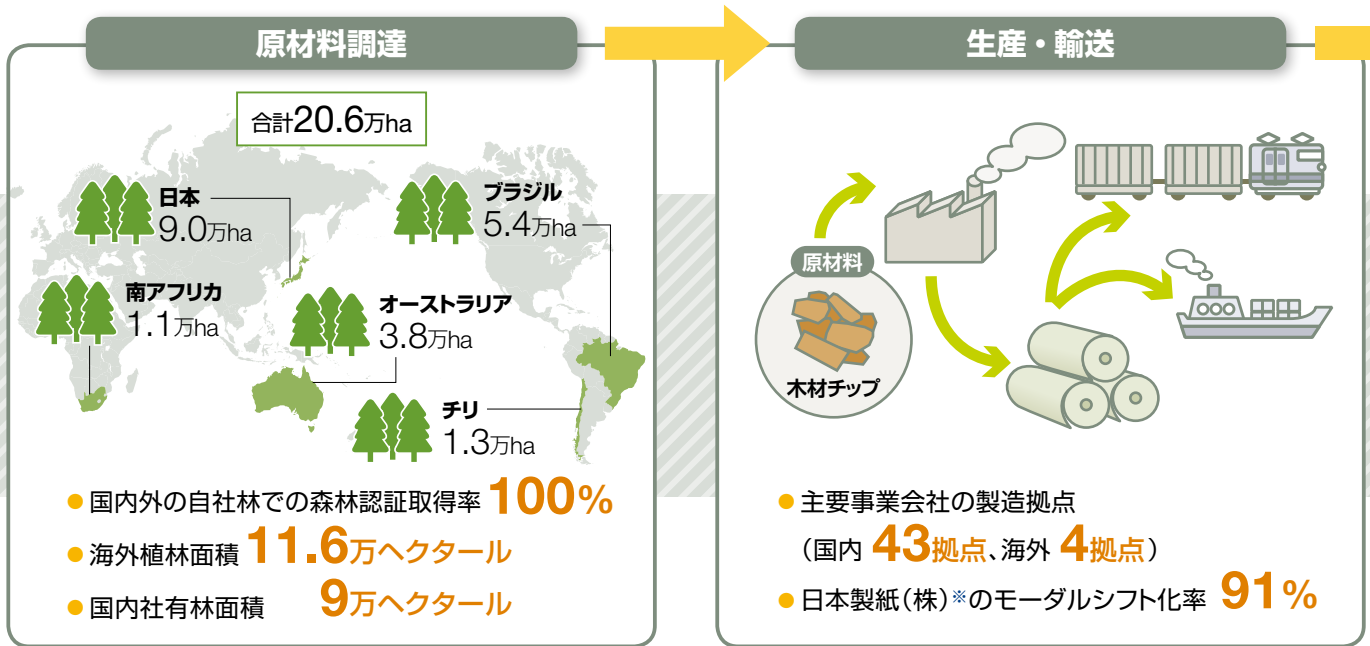 原材料調達
合計20.6万ha
日本
9.0万ha
ブラジル
5.4万ha
南アフリカ
1.1万ha
オーストラリア
3.8万ha
チリ
1.3万ha
●国内外の自社林での森林認証取得率 100%
●海外植林面積 11.6万ヘクタール
●国内社有林面積 9万ヘクタール
生産・輸送
原材料
木材チップ
●主要事業会社の製造拠点
（国内 43拠点、海外 4拠点）
●日本製紙（株）※のモーダルシフト化率 91%